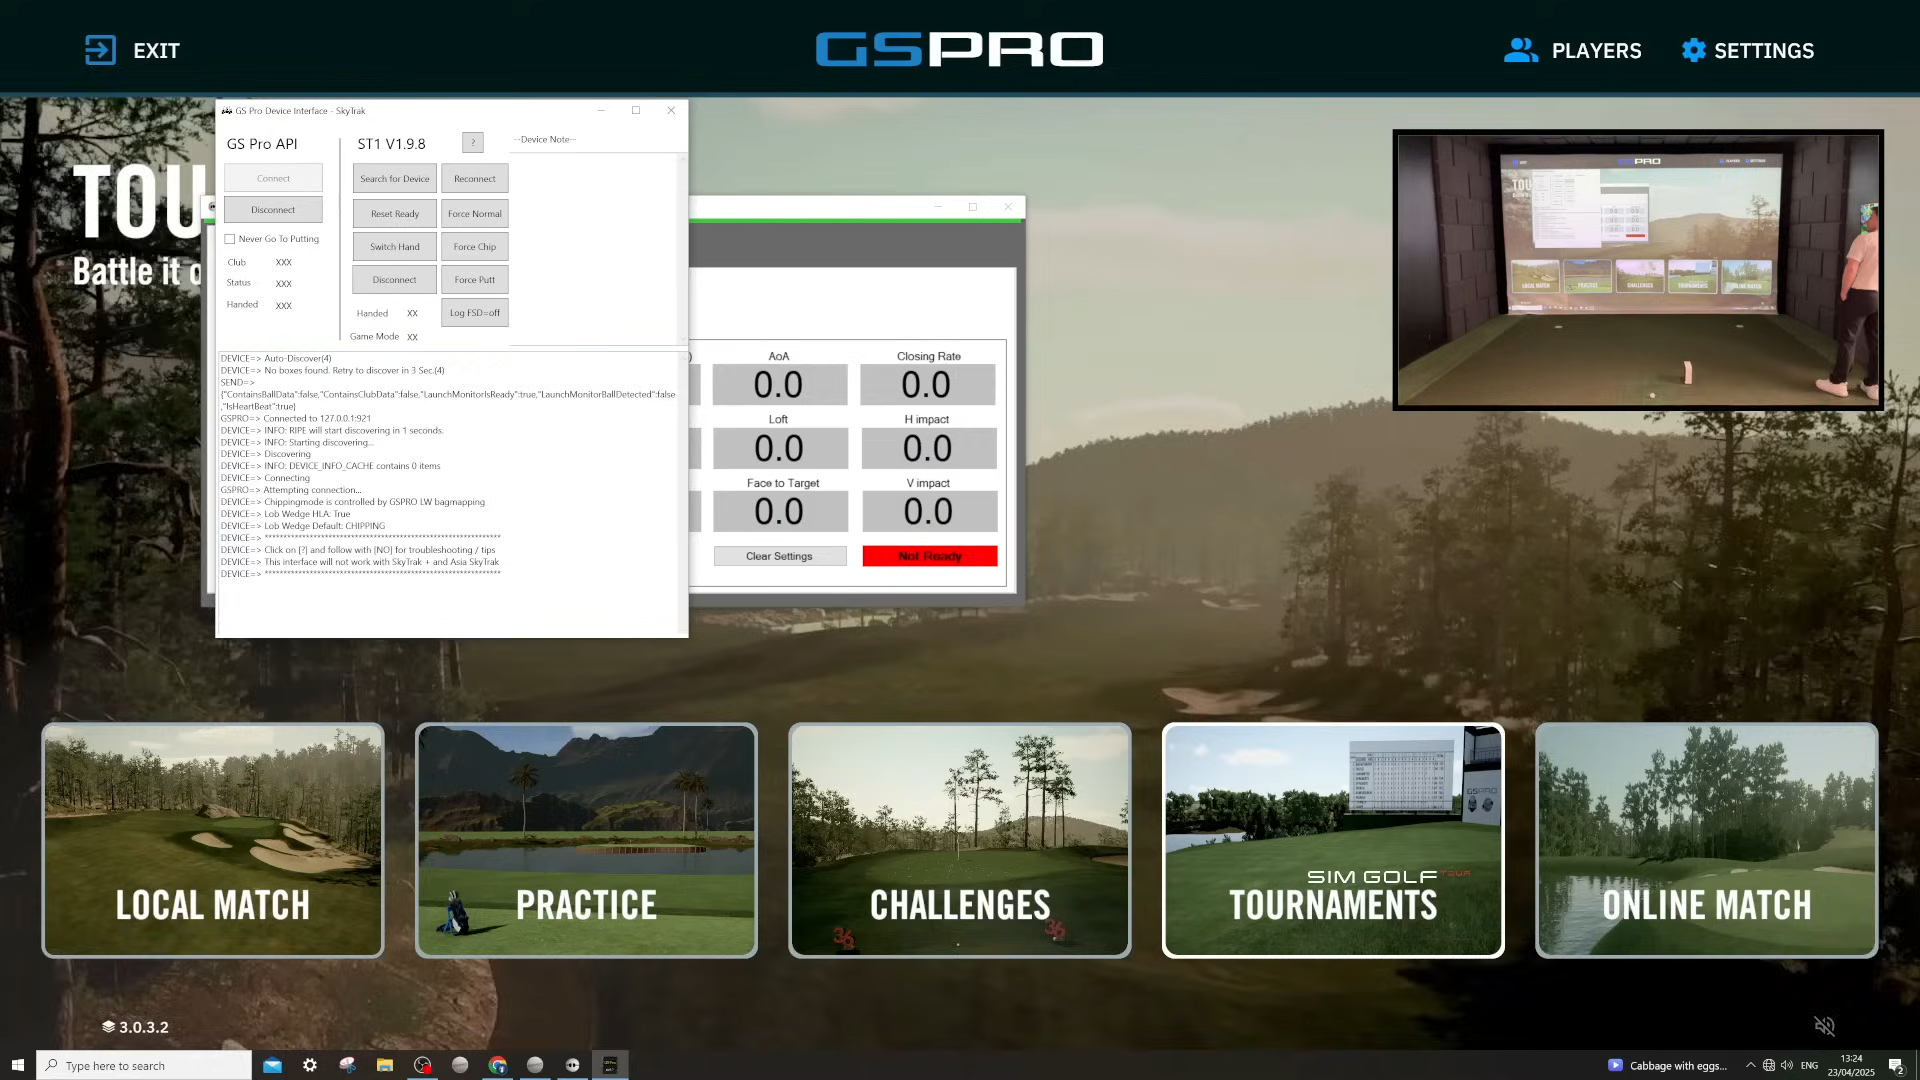 EXIT
GSPRO
PLAYERS
SETTINGS
GS Pro Device Interface - SkyTrak
GS Pro API
ST1 V1.9.8
?
--Device Note--
Connect
Search for Device
Reconnect
Disconnect
Reset Ready
Force Normal
Never Go To Putting
Switch Hand
Force Chip
Club XXX
Status XXX
Disconnect
Force Putt
Handed XXX
Handed XX
Log FSD=off
Game Mode XX
TOU
Battle it o
DEVICE=> Auto-Discover(4)
DEVICE=> No boxes found. Retry to discover in 3 Sec.(4)
SEND=>
{"ContainsBallData":false,"ContainsClubData":false,"LaunchMonitorIsReady":true,"LaunchMonitorBallDetected":false
,"IsHeartBeat":true}
GSPRO=> Connected to 127.0.0.1:921
DEVICE=> INFO: RIPE will start discovering in 1 seconds.
DEVICE=> INFO: Starting discovering...
DEVICE=> Discovering
DEVICE=> INFO: DEVICE_INFO_CACHE contains 0 items
DEVICE=> Connecting
GSPRO=> Attempting connection...
DEVICE=> Chippingmode is controlled by GSPRO LW bagmapping
DEVICE=> Lob Wedge HLA: True
DEVICE=> Lob Wedge Default: CHIPPING
DEVICE=> ************************************************************
DEVICE=> Click on [?] and follow with [NO] for troubleshooting / tips
DEVICE=> This interface will not work with SkyTrak + and Asia SkyTrak
DEVICE=> ************************************************************
)
AoA
Closing Rate
0.0
0.0
Loft
H impact
0.0
0.0
Face to Target
V impact
0.0
0.0
Clear Settings
Not Ready
LOCAL MATCH
PRACTICE
CHALLENGES
36
36
SIM GOLF TOUR
TOURNAMENTS
GSPRO
ONLINE MATCH
3.0.3.2
Type here to search
Cabbage with eggs...
ENG
13:24
23/04/2025
2